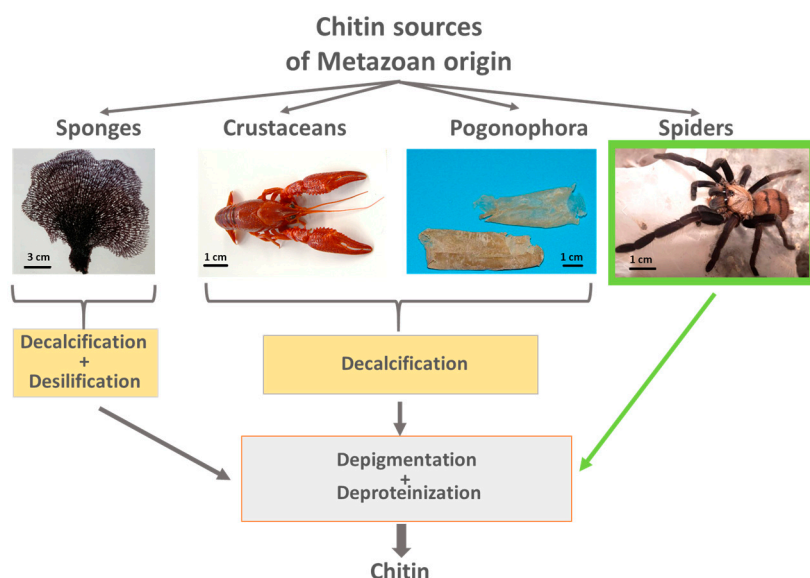 Chitin sources
of Metazoan origin
Sponges
Crustaceans
Pogonophora
Spiders
3 cm
1 cm
1 cm
1 cm
Decalcification
+
Desilification
Decalcification
Depigmentation
+
Deproteinization
Chitin